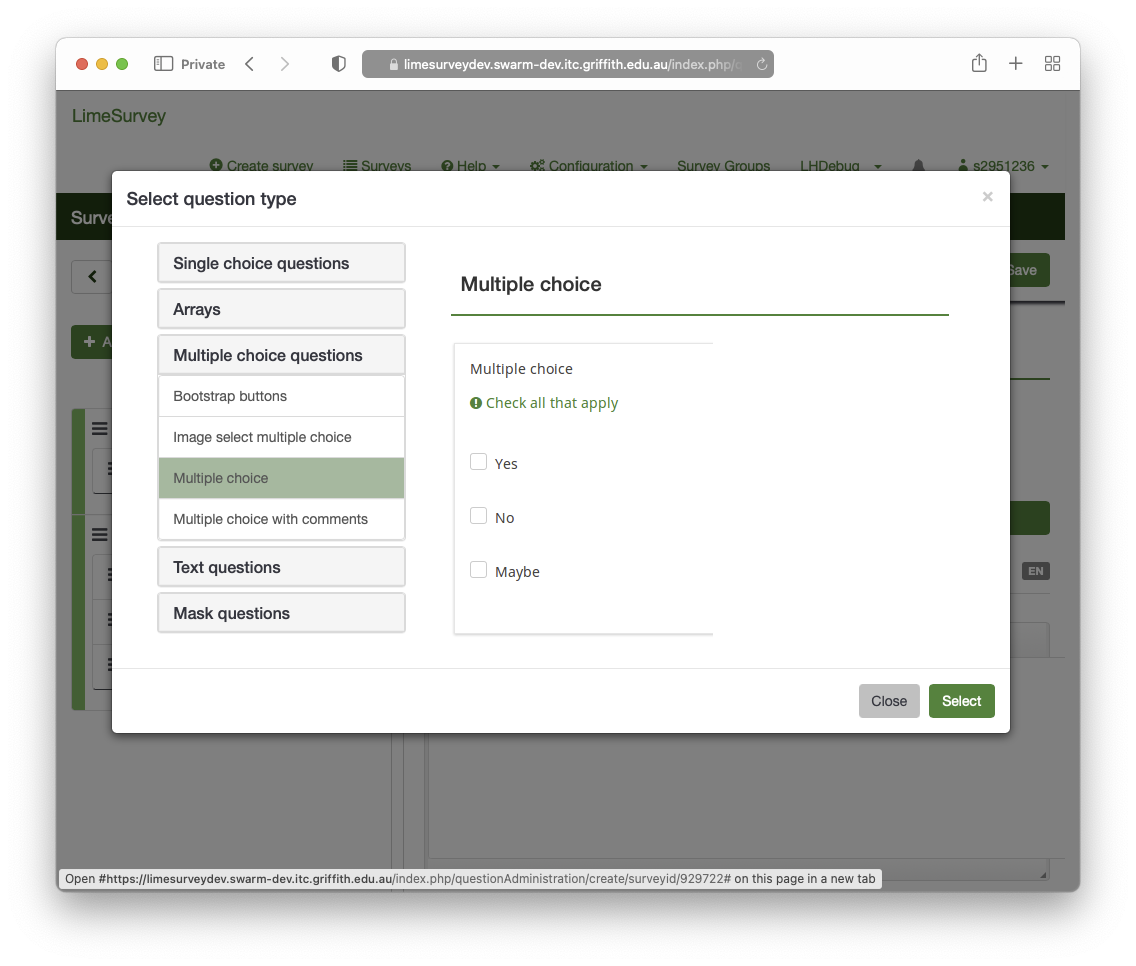 Private
limesurveydev.swarm-dev.itc.griffith.edu.au/index.php/
LimeSurvey
Create survey Surveys Help Configuration Survey Groups LHDebug s2951236
Select question type ×
Single choice questions
Arrays
Multiple choice questions
Bootstrap buttons
Image select multiple choice
Multiple choice
Multiple choice with comments
Text questions
Mask questions
Multiple choice
Multiple choice
Check all that apply
Yes
No
Maybe
Close Select
Save
EN
Open #https://limesurveydev.swarm-dev.itc.griffith.edu.au/index.php/questionAdministration/create/surveyid/929722# on this page in a new tab